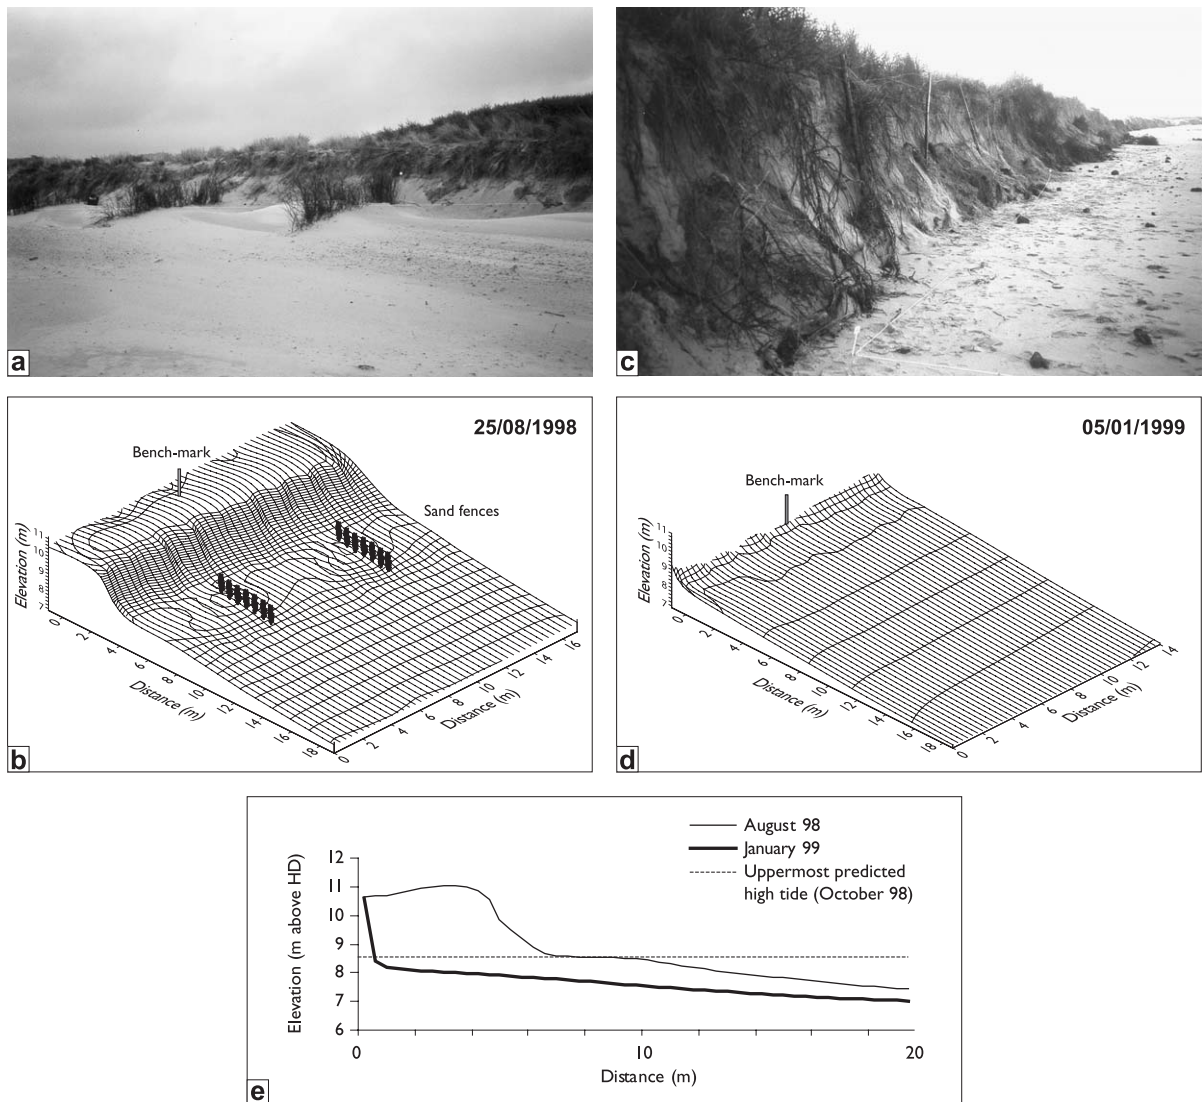 a
c
25/08/1998
Bench-mark
Sand fences
Elevation (m)
11
10
9
8
7
0
2
4
6
8
10
12
14
16
18
Distance (m)
0
2
4
6
8
10
12
14
16
Distance (m)
b
05/01/1999
Bench-mark
Elevation (m)
11
10
9
8
7
0
2
4
6
8
10
12
14
16
18
Distance (m)
0
2
4
6
8
10
12
14
Distance (m)
d
August 98
January 99
Uppermost predicted
high tide (October 98)
Elevation (m above HD)
12
11
10
9
8
7
6
0
10
20
Distance (m)
e